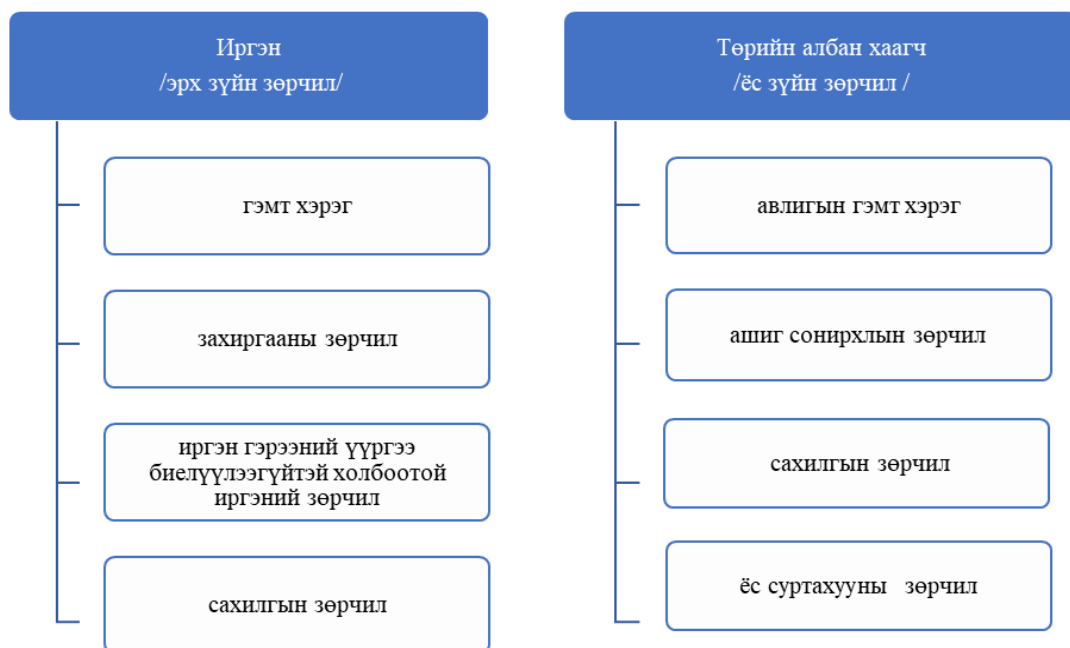 Иргэн
/эрх зүйн зөрчил/
гэмт хэрэг
захиргааны зөрчил
иргэн гэрээний үүргээ
биелүүлээгүйтэй холбоотой
иргэний зөрчил
сахилгын зөрчил
Төрийн албан хаагч
/ёс зүйн зөрчил /
авлигын гэмт хэрэг
ашиг сонирхлын зөрчил
сахилгын зөрчил
ёс суртахууны зөрчил